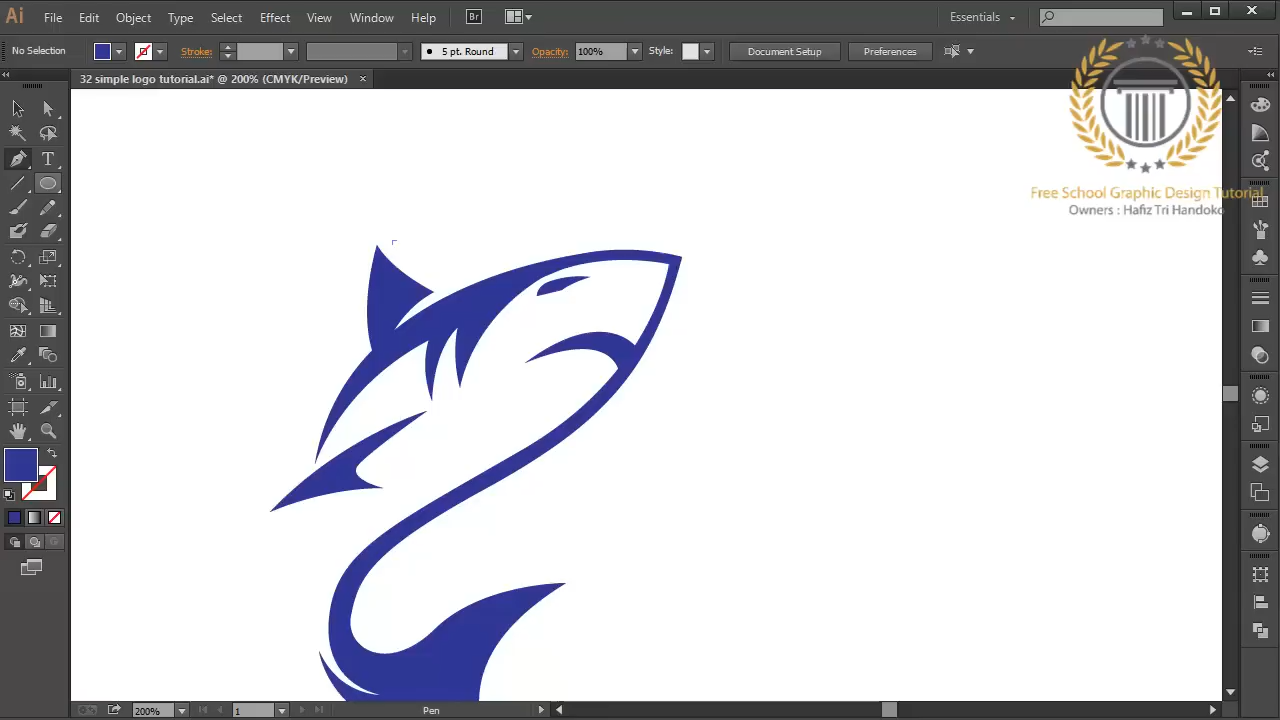 Ai File Edit Object Type Select Effect View Window Help Br Essentials
No Selection Stroke: 5 pt. Round Opacity: 100% Style: Document Setup Preferences
32 simple logo tutorial.ai* @ 200% (CMYK/Preview)
T
Free School Graphic Design Tutorial
Owners : Hafiz Tri Handoko
200% 1 Pen